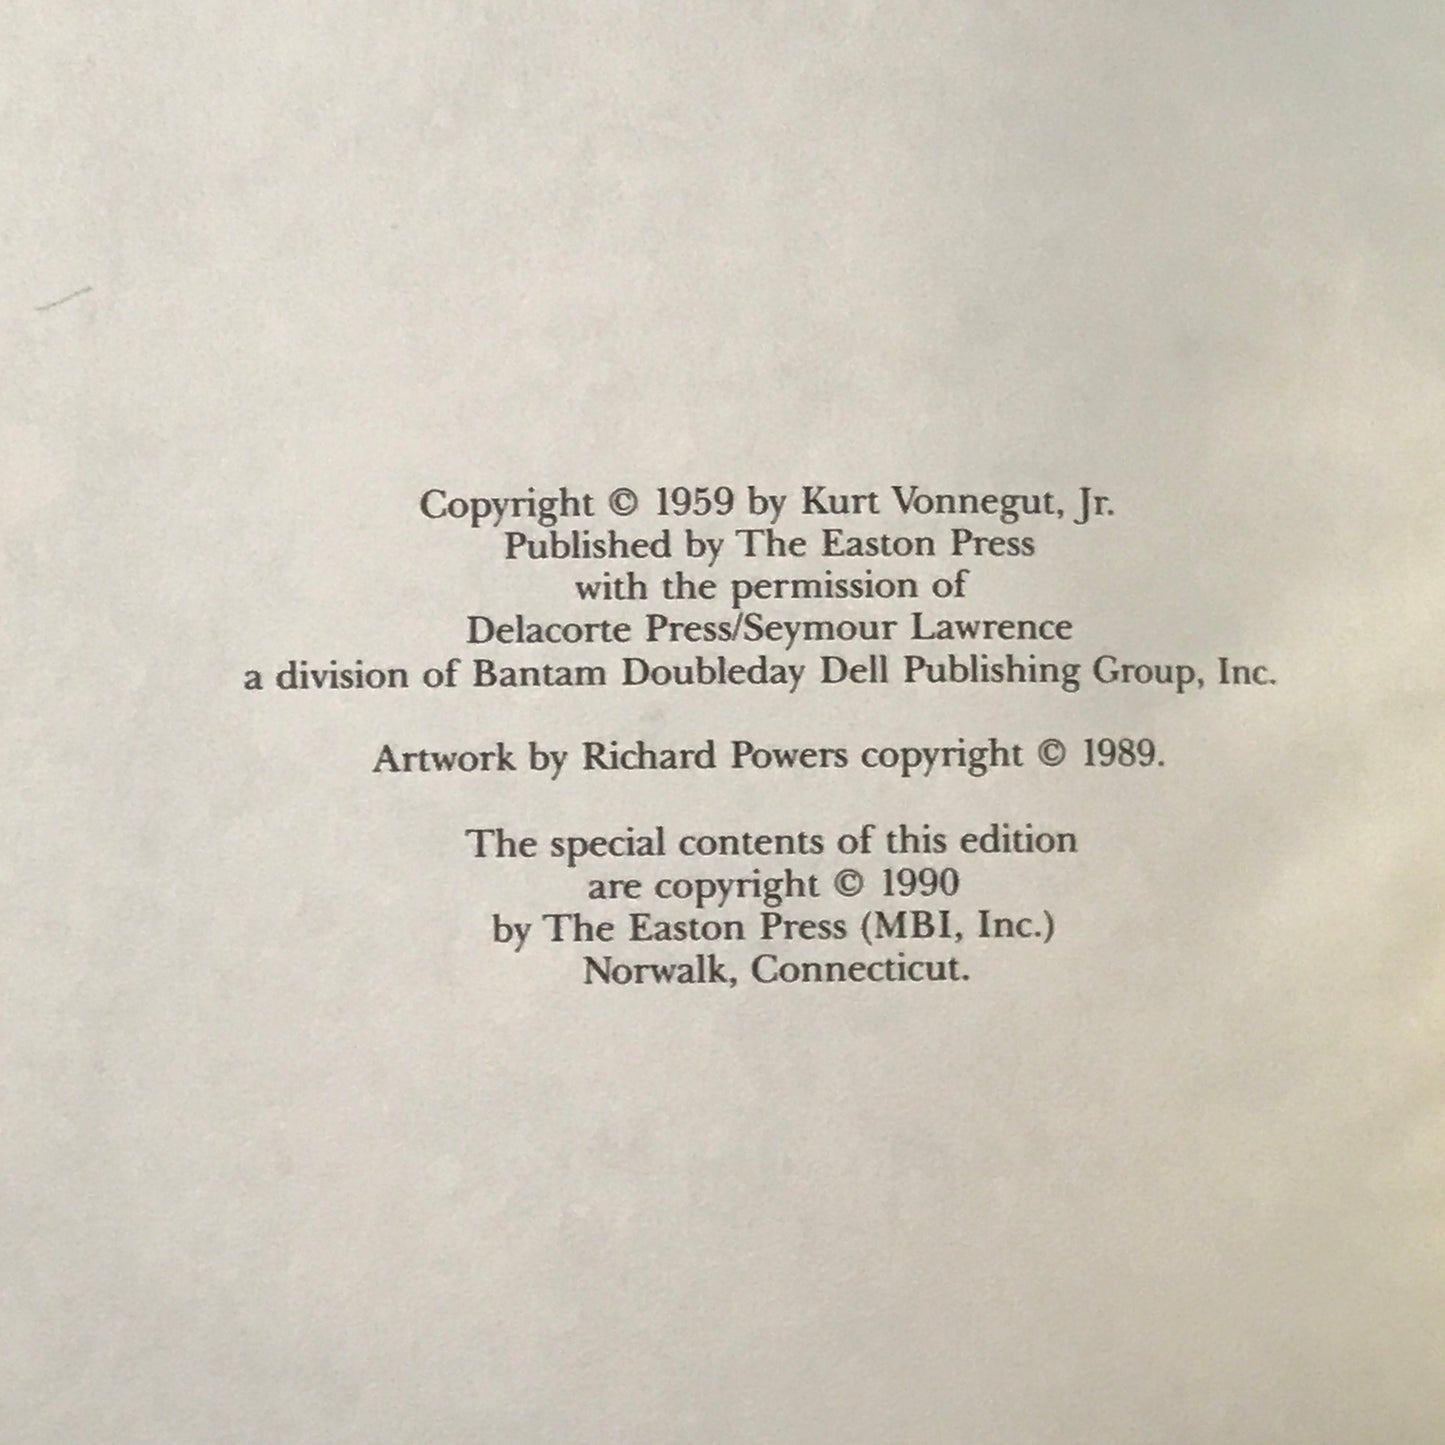 Copyright © 1959 by Kurt Vonnegut, Jr.
Published by The Easton Press
with the permission of
Delacorte Press/Seymour Lawrence
a division of Bantam Doubleday Dell Publishing Group, Inc.
Artwork by Richard Powers copyright © 1989.
The special contents of this edition
are copyright © 1990
by The Easton Press (MBI, Inc.)
Norwalk, Connecticut.